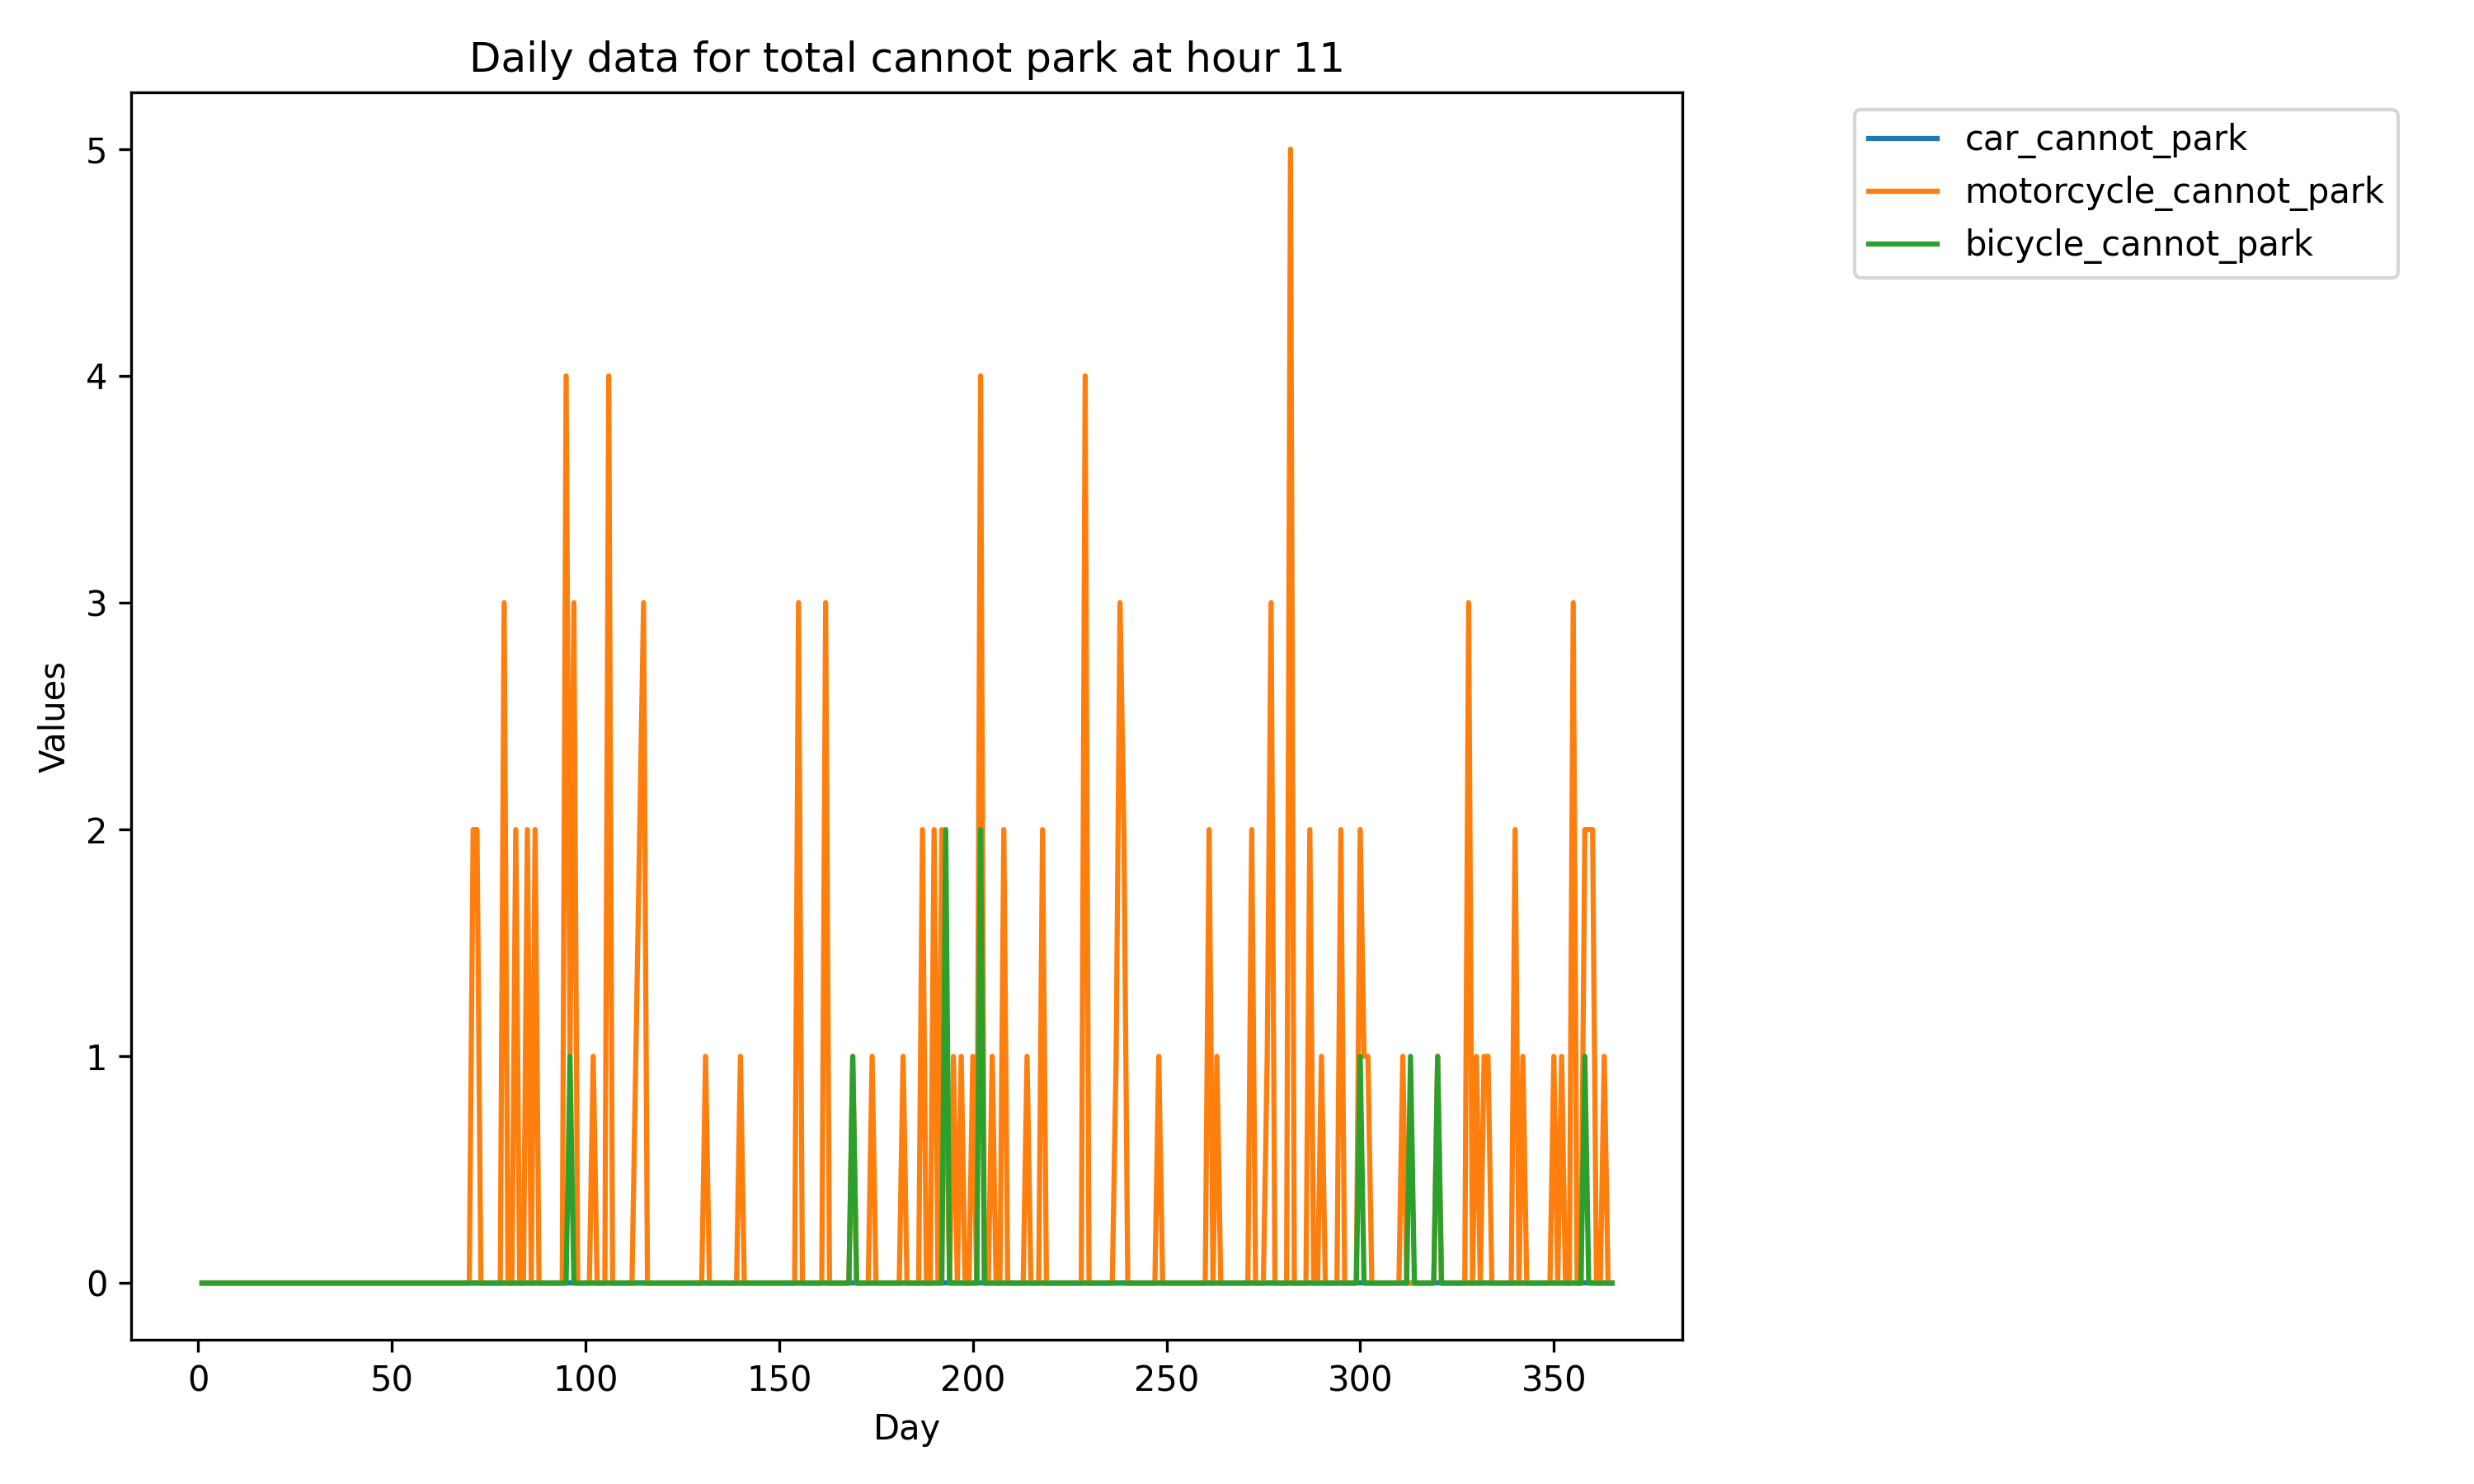 Daily data for total cannot park at hour 11
car_cannot_park
motorcycle_cannot_park
bicycle_cannot_park
5
4
3
2
1
0
Values
0 50 100 150 200 250 300 350
Day